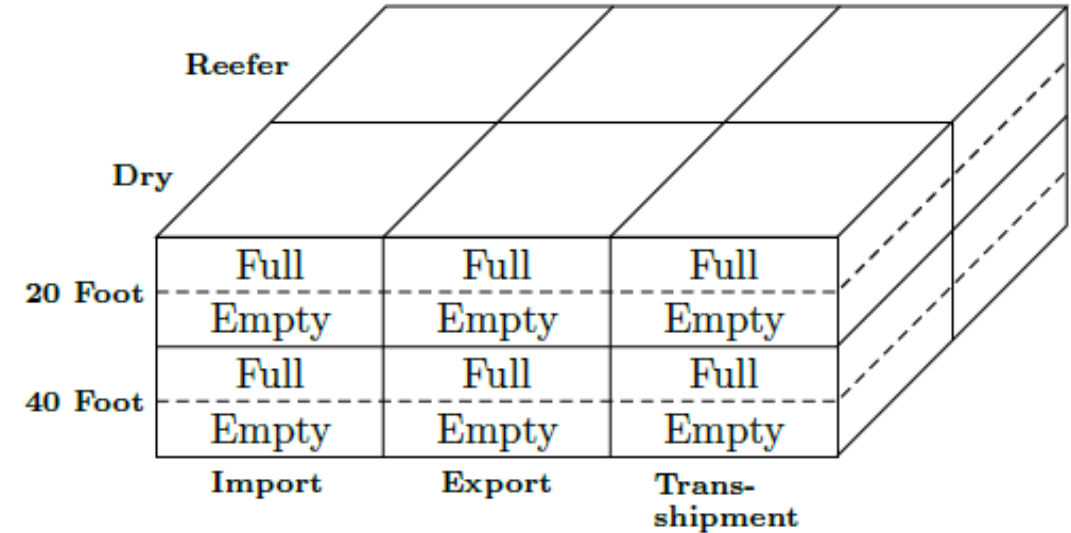 Reefer
Dry
Full Full Full
20 Foot
Empty Empty Empty
Full Full Full
40 Foot
Empty Empty Empty
Import Export Trans-
shipment